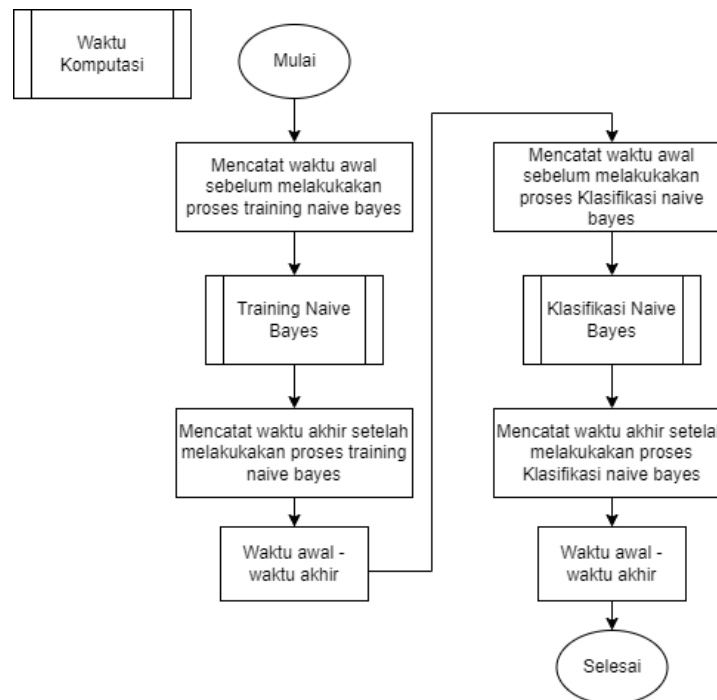 Waktu
Komputasi
Mulai
Mencatat waktu awal
sebelum melakukakan
proses training naive bayes
Training Naive
Bayes
Mencatat waktu akhir setelah
melakukakan proses training
naive bayes
Waktu awal -
waktu akhir
Mencatat waktu awal
sebelum melakukakan
proses Klasifikasi naive
bayes
Klasifikasi Naive
Bayes
Mencatat waktu akhir setelah
melakukakan proses
Klasifikasi naive bayes
Waktu awal -
waktu akhir
Selesai